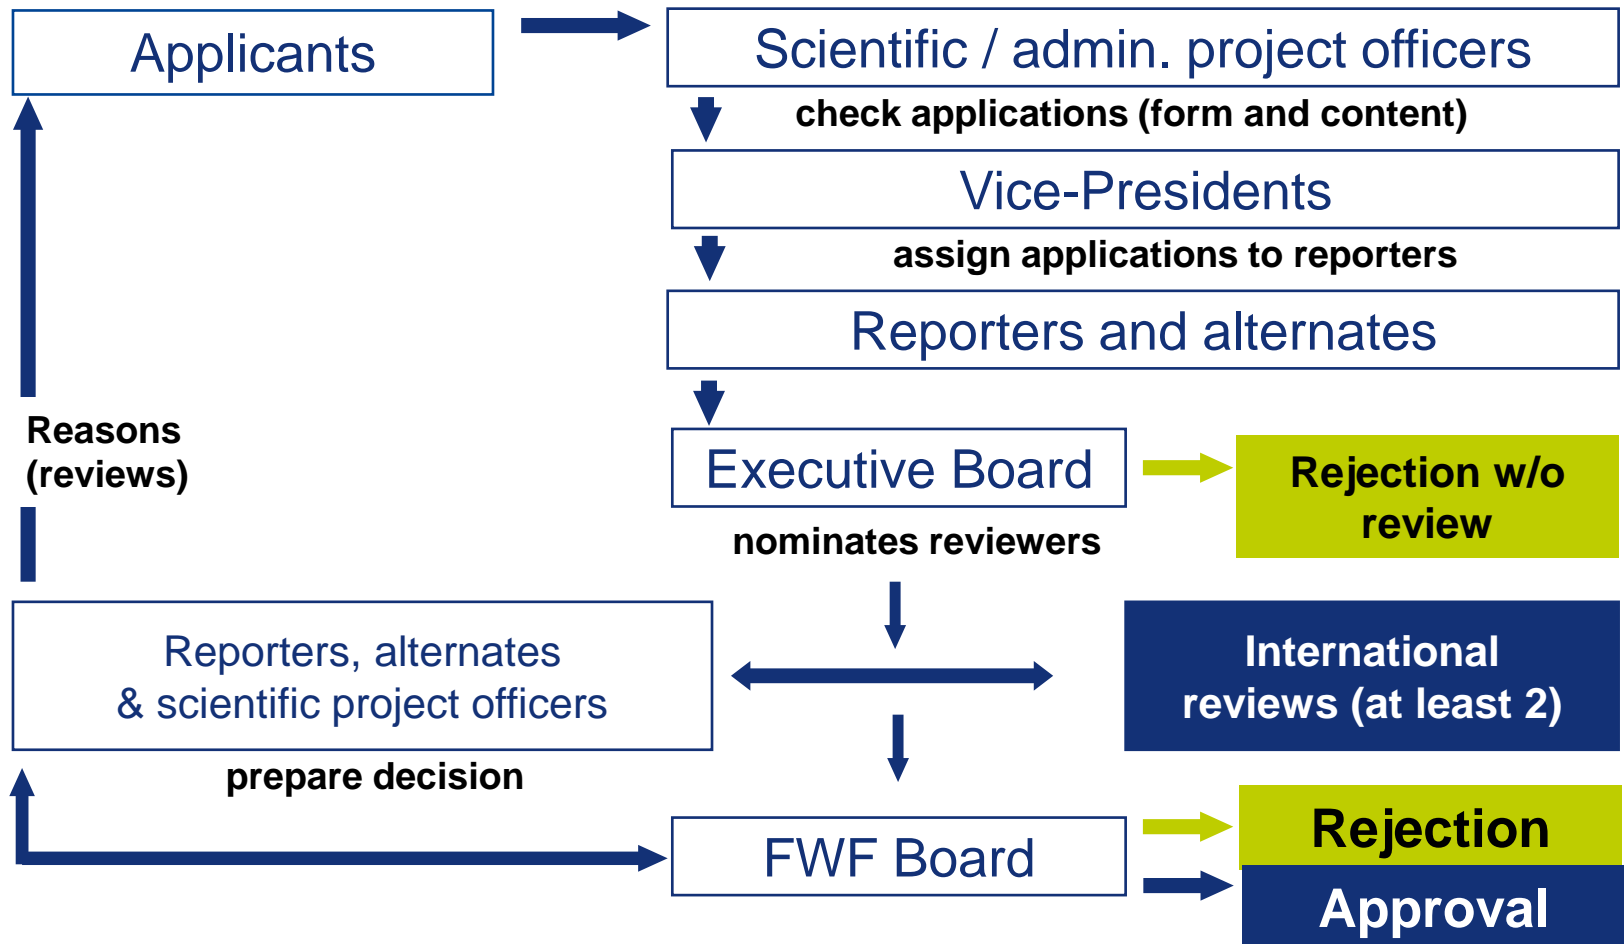 Applicants
Scientific / admin. project officers
check applications (form and content)
Vice-Presidents
assign applications to reporters
Reporters and alternates
Reasons
(reviews)
Executive Board
Rejection w/o
review
nominates reviewers
Reporters, alternates
& scientific project officers
International
reviews (at least 2)
prepare decision
FWF Board
Rejection
Approval